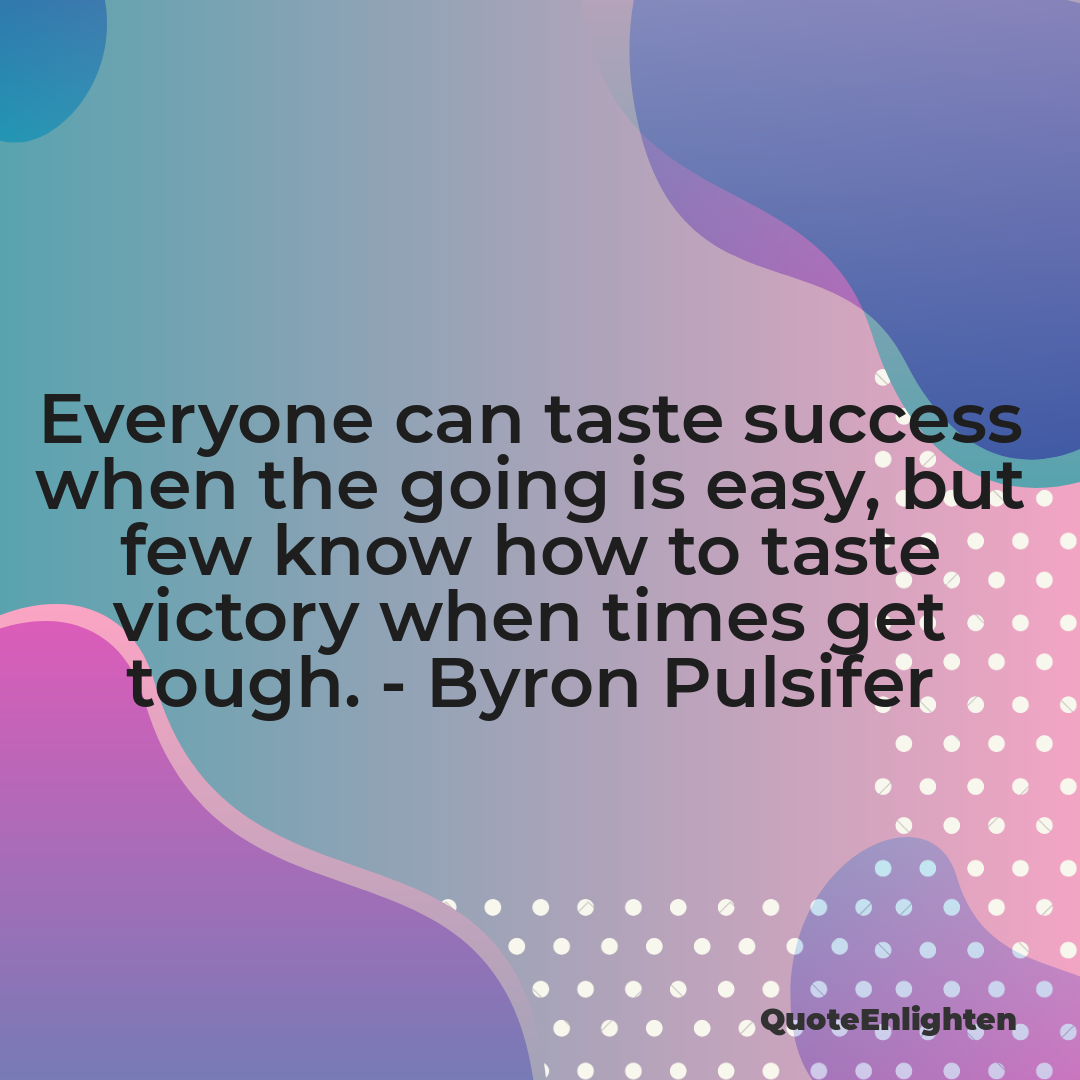 Everyone can taste success
when the going is easy, but
few know how to taste
victory when times get
tough. - Byron Pulsifer
QuoteEnlighten